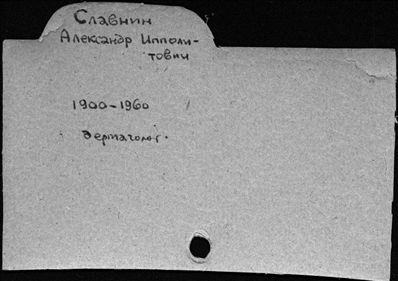 Славнин
Александр Ипполи-
тович
1900-1960
дерматолог.